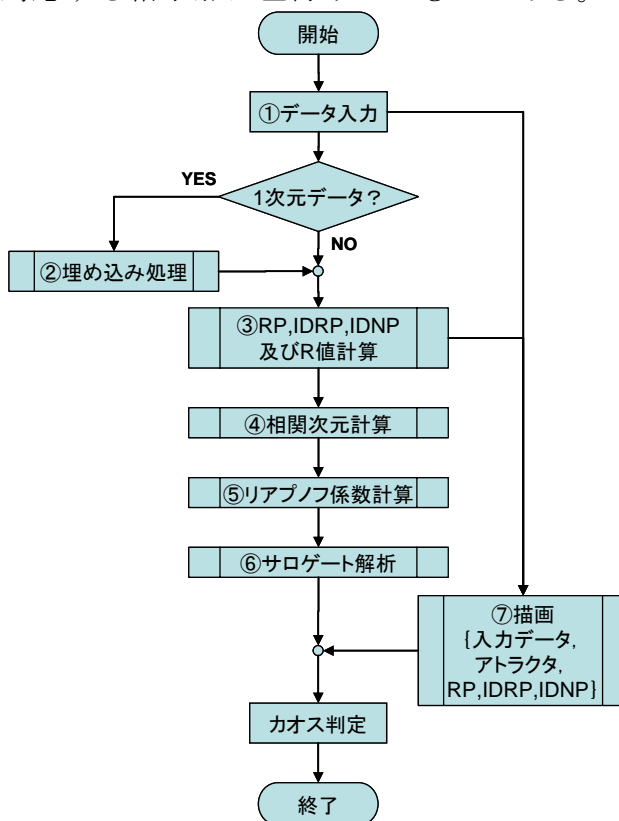 開始
①データ入力
1次元データ？
YES
NO
②埋め込み処理
③RP,IDRP,IDNP
及びR値計算
④相関次元計算
⑤リアプノフ係数計算
⑥サロゲート解析
⑦描画
{入力データ,
アトラクタ,
RP,IDRP,IDNP}
カオス判定
終了